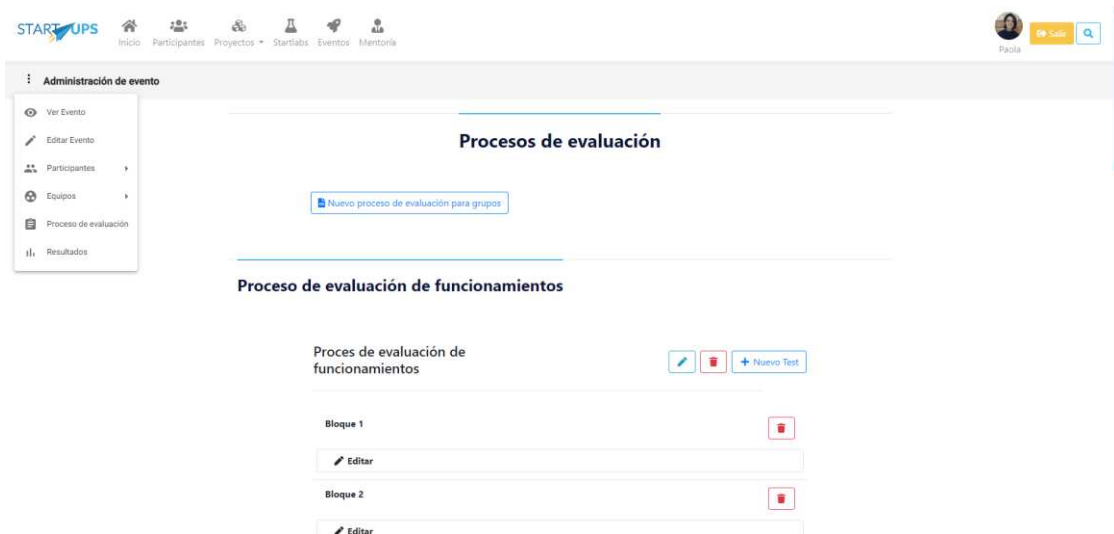 STARTUPS
Inicio Participantes Proyectos Startlabs Eventos Mentoría
Paola
Salir
Administración de evento
Ver Evento
Editar Evento
Participantes
Equipos
Proceso de evaluación
Resultados
Procesos de evaluación
Nuevo proceso de evaluación para grupos
Proceso de evaluación de funcionamientos
Proces de evaluación de
funcionamientos
+ Nuevo Test
Bloque 1
Editar
Bloque 2
Editar